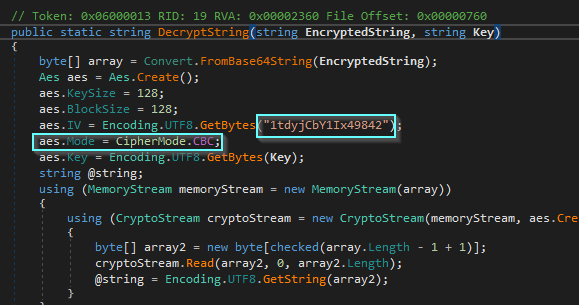 // Token: 0x06000013 RID: 19 RVA: 0x00002360 File Offset: 0x00000760
public static string DecryptString(string EncryptedString, string Key)
{
byte[] array = Convert.FromBase64String(EncryptedString);
Aes aes = Aes.Create();
aes.KeySize = 128;
aes.BlockSize = 128;
aes.IV = Encoding.UTF8.GetBytes("1tdyjCbY1Ix49842");
aes.Mode = CipherMode.CBC;
aes.Key = Encoding.UTF8.GetBytes(Key);
string @string;
using (MemoryStream memoryStream = new MemoryStream(array))
{
using (CryptoStream cryptoStream = new CryptoStream(memoryStream, aes.Cre
{
byte[] array2 = new byte[checked(array.Length - 1 + 1)];
cryptoStream.Read(array2, 0, array2.Length);
@string = Encoding.UTF8.GetString(array2);
}
}